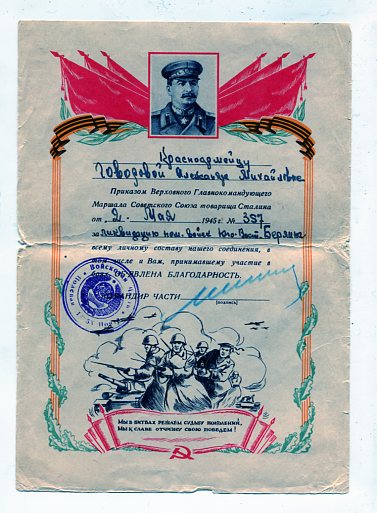 Красноармейцу
Говодовой Александре Михайловне
Приказом Верховного Главнокомандующего
Маршала Советского Союза товарища Сталина
от 2. Мая 1945 г. № 357
за ликвидацию нем. войск Юго-Вост. Берлина
всему личному составу нашего соединения, в
том числе и Вам, принимавшему участие в
ОБЪЯВЛЕНА БЛАГОДАРНОСТЬ.
КОМАНДИР ЧАСТИ
(подпись)
Войсковая
МЫ В БИТВАХ РЕШАЕМ СУДЬБУ ПОКОЛЕНИЙ,
МЫ К СЛАВЕ ОТЧИЗНУ СВОЮ ПОВЕДЕМ!